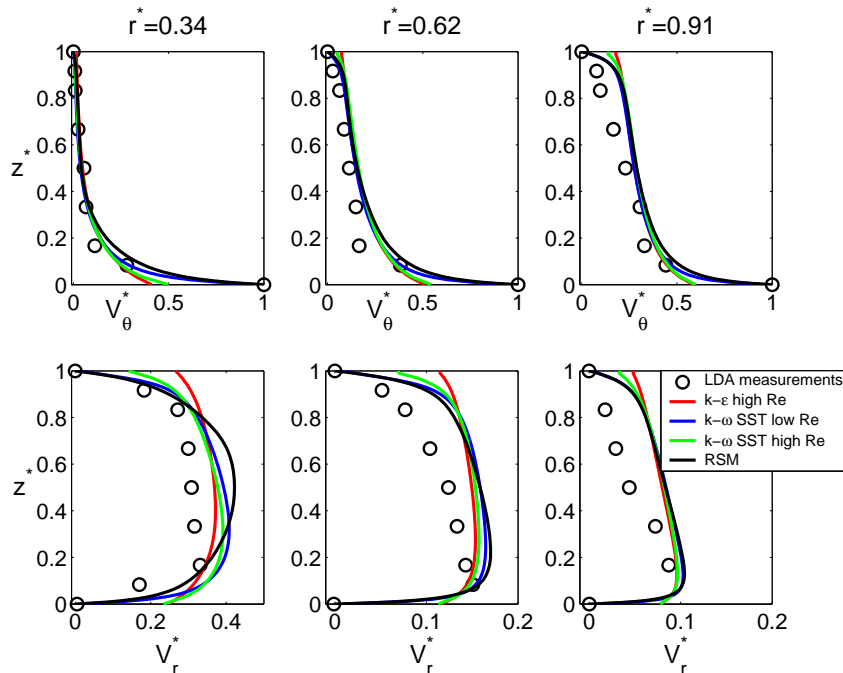 r*=0.34 r*=0.62 r*=0.91
1
0.8
0.6
0.4
0.2
0
z*
0 0.5 1
V*θ
0 0.5 1
V*θ
0 0.5 1
V*θ
1
0.8
0.6
0.4
0.2
0
z*
0 0.2 0.4
V*r
0 0.1 0.2
V*r
0 0.1 0.2
V*r
LDA measurements
k−ε high Re
k−ω SST low Re
k−ω SST high Re
RSM